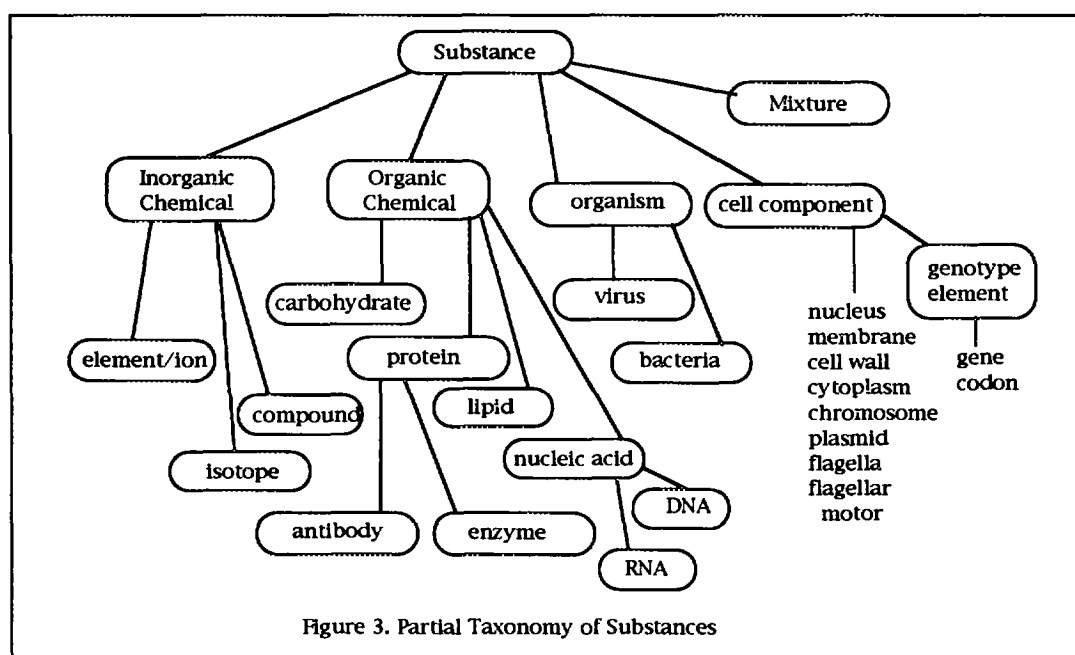 Substance
Mixture
Inorganic
Chemical
Organic
Chemical
organism
cell component
carbohydrate
virus
genotype
element
element/ion
protein
bacteria
nucleus
membrane
cell wall
cytoplasm
chromosome
plasmid
flagella
flagellar
motor
gene
codon
compound
lipid
isotope
nucleic acid
antibody
enzyme
DNA
RNA
Figure 3. Partial Taxonomy of Substances